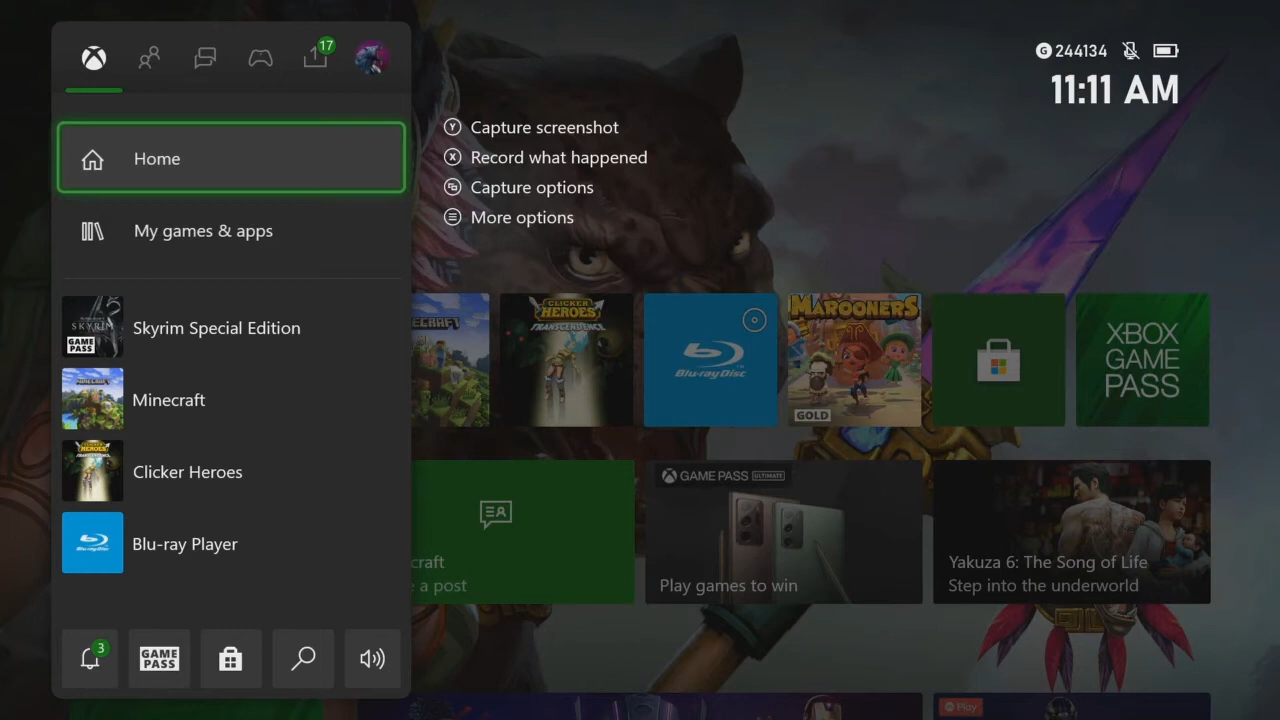 17
G 244134
11:11 AM
Home
My games & apps
Y Capture screenshot
X Record what happened
Capture options
More options
SKYRIM
GAME PASS
Skyrim Special Edition
Minecraft
Clicker Heroes
Blu-ray Player
3
GAME PASS
CLICKER HEROES
TRANSCENDENCE
Blu-ray Disc™
MAROONERS
GOLD
XBOX
GAME
PASS
craft
a post
GAME PASS ULTIMATE
Play games to win
Yakuza 6: The Song of Life
Step into the underworld
Play